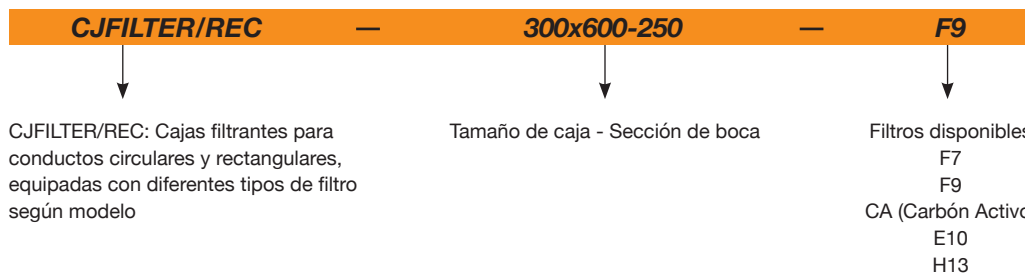 CJFILTER/REC — 300x600-250 — F9
CJFILTER/REC: Cajas filtrantes para
conductos circulares y rectangulares,
equipadas con diferentes tipos de filtro
según modelo
Tamaño de caja - Sección de boca
Filtros disponibles
F7
F9
CA (Carbón Activo
E10
H13